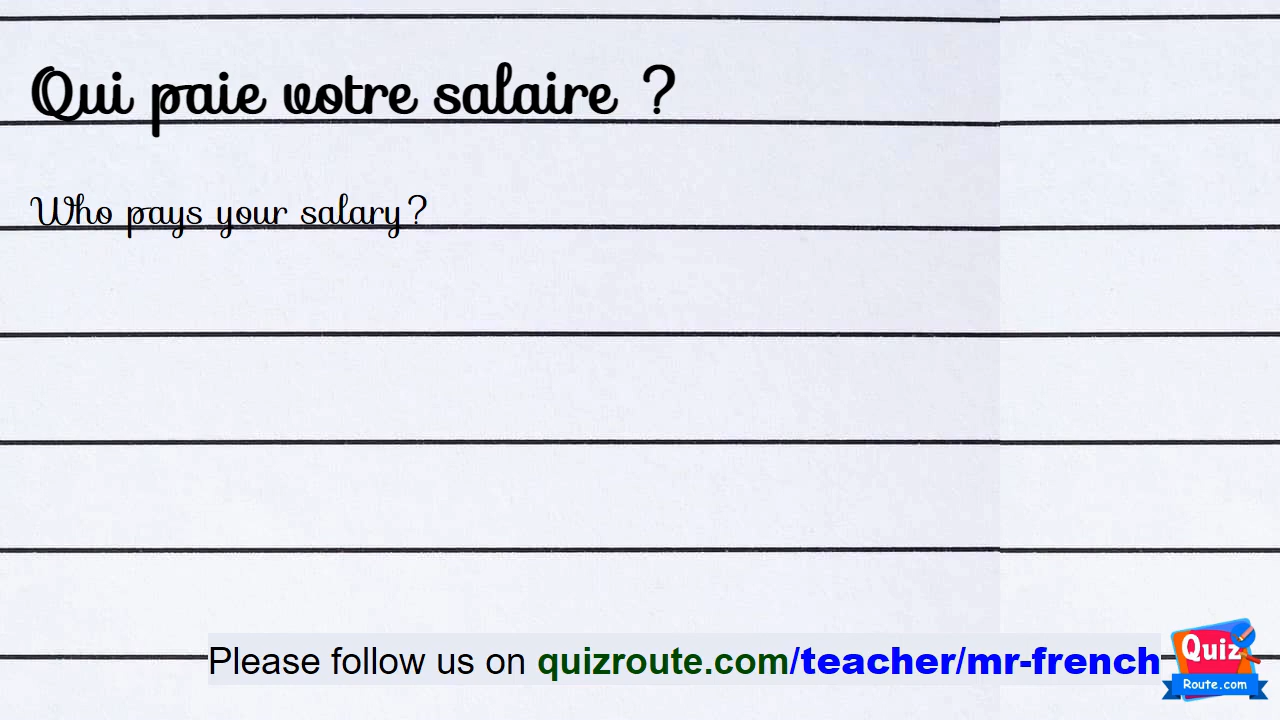 Qui paie votre salaire ?
Who pays your salary?
Please follow us on quizroute.com/teacher/mr-french
Quiz
Route.com